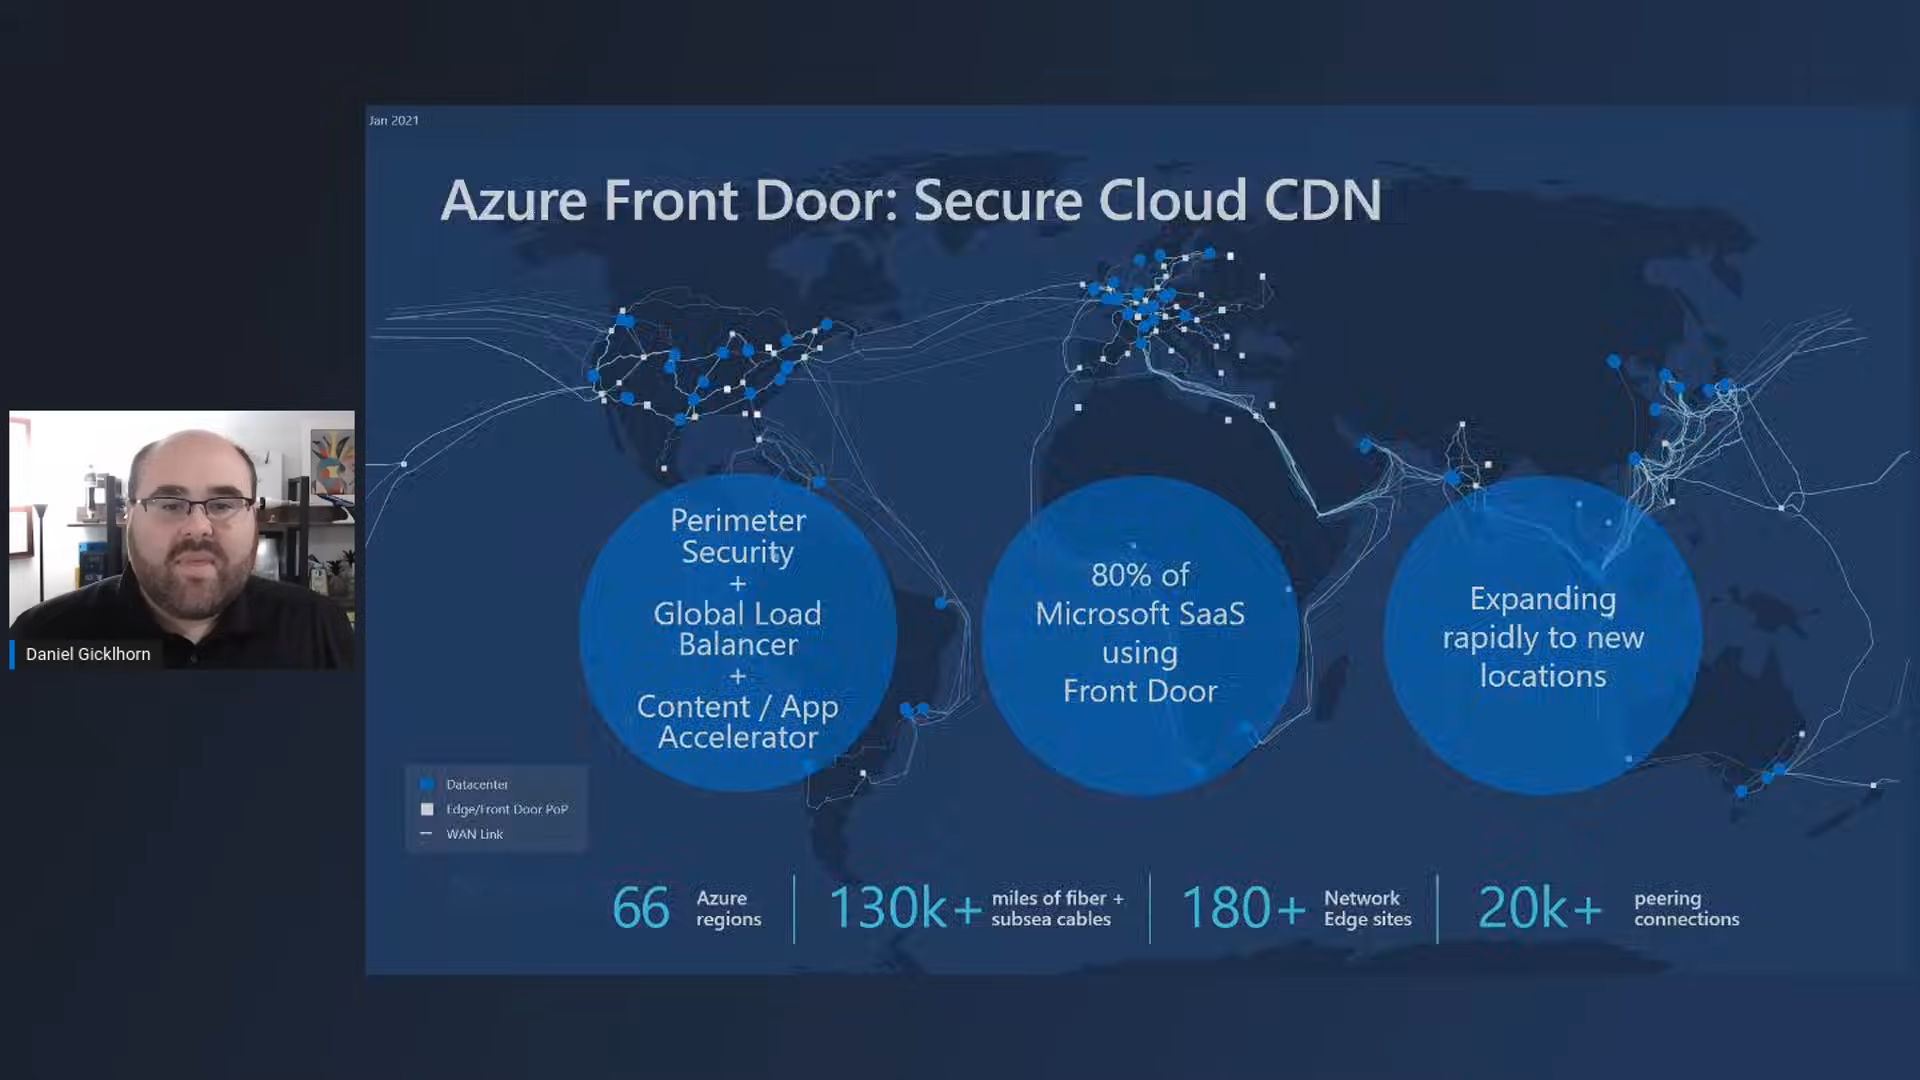 Jan 2021
Azure Front Door: Secure Cloud CDN
Perimeter
Security
+
Global Load
Balancer
+
Content / App
Accelerator
80% of
Microsoft SaaS
using
Front Door
Expanding
rapidly to new
locations
Daniel Gicklhorn
Datacenter
Edge/Front Door PoP
WAN Link
66 Azure
regions
130k+ miles of fiber +
subsea cables
180+ Network
Edge sites
20k+ peering
connections